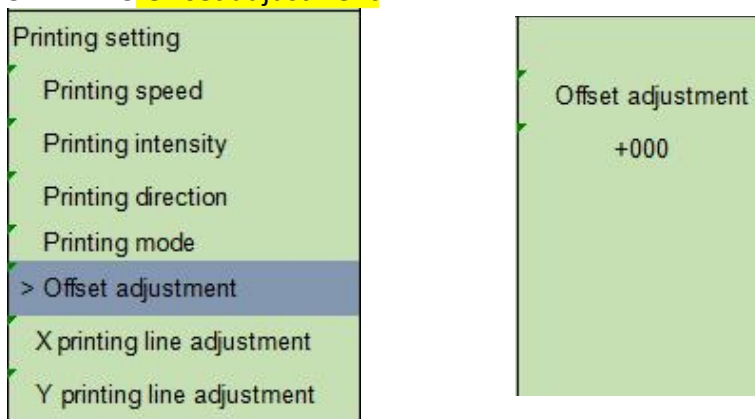 Printing setting
Printing speed
Printing intensity
Printing direction
Printing mode
> Offset adjustment
X printing line adjustment
Y printing line adjustment
Offset adjustment
+000